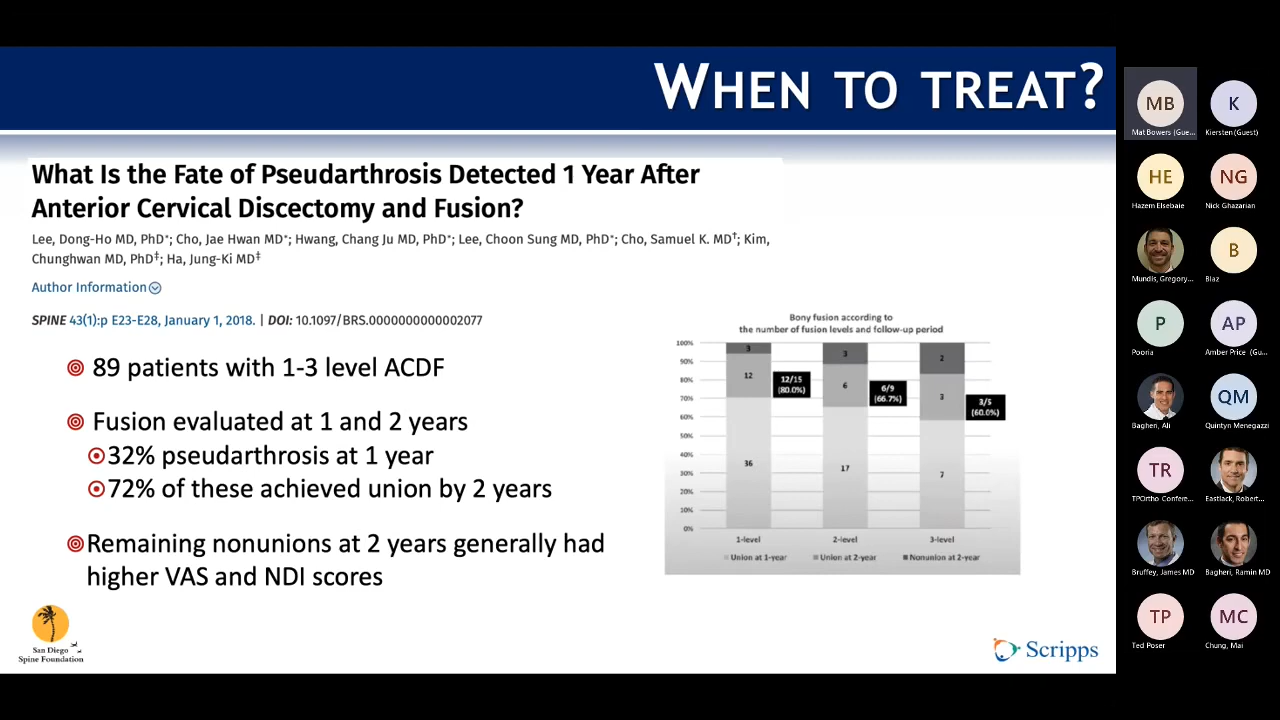 WHEN TO TREAT?
What Is the Fate of Pseudarthrosis Detected 1 Year After
Anterior Cervical Discectomy and Fusion?
Lee, Dong-Ho MD, PhD*; Cho, Jae Hwan MD*; Hwang, Chang Ju MD, PhD*; Lee, Choon Sung MD, PhD*; Cho, Samuel K. MD†; Kim,
Chunghwan MD, PhD‡; Ha, Jung-Ki MD‡
Author Information
SPINE 43(1):p E23-E28, January 1, 2018. | DOI: 10.1097/BRS.0000000000002077
89 patients with 1-3 level ACDF
Fusion evaluated at 1 and 2 years
32% pseudarthrosis at 1 year
72% of these achieved union by 2 years
Remaining nonunions at 2 years generally had
higher VAS and NDI scores
Bony fusion according to
the number of fusion levels and follow-up period
100%
90%
80%
70%
60%
50%
40%
30%
20%
10%
0%
3
12
36
12/15
(80.0%)
3
6
17
6/9
(66.7%)
2
3
7
3/5
(60.0%)
1-level
2-level
3-level
Union at 1-year
Union at 2-year
Nonunion at 2-year
San Diego
Spine Foundation
Scripps
MB
Mat Bowers (Gue...
K
Kiersten (Guest)
HE
Hazem Elsebaie
NG
Nick Ghazarian
Mundis, Gregory...
B
Blaz
P
Pooria
AP
Amber Price (Gu...
Baghen, Ali
QM
Quintyn Menegazzi
TR
TPOrtho Confere...
Eastlack, Robert...
Bruffey, James MD
Bagheri, Ramin MD
TP
Ted Poser
MC
Chung, Mai